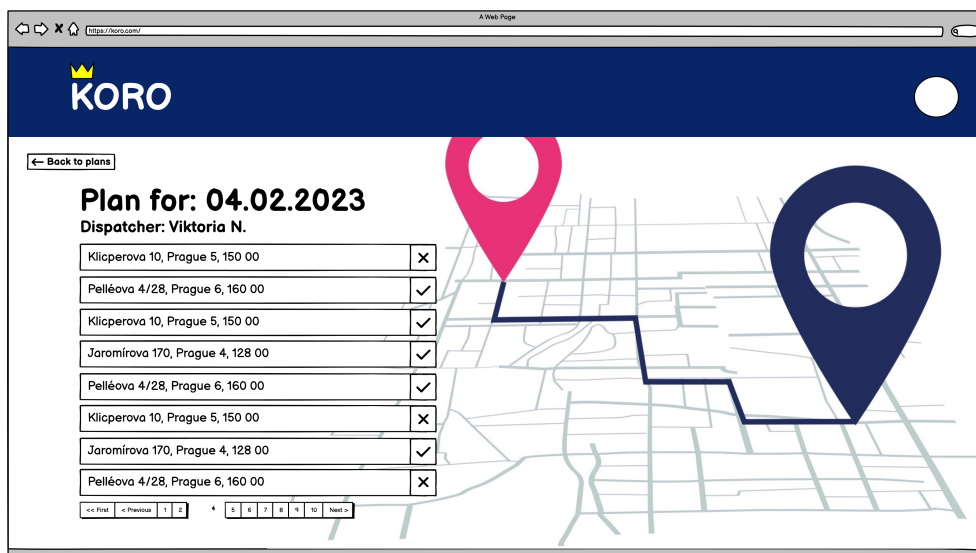 A Web Page
https://koro.com/
KORO
← Back to plans
Plan for: 04.02.2023
Dispatcher: Viktoria N.
Klicperova 10, Prague 5, 150 00
Pelléova 4/28, Prague 6, 160 00
Klicperova 10, Prague 5, 150 00
Jaromírova 170, Prague 4, 128 00
Pelléova 4/28, Prague 6, 160 00
Klicperova 10, Prague 5, 150 00
Jaromírova 170, Prague 4, 128 00
Pelléova 4/28, Prague 6, 160 00
<< First < Previous 1 2 4 5 6 7 8 9 10 Next >